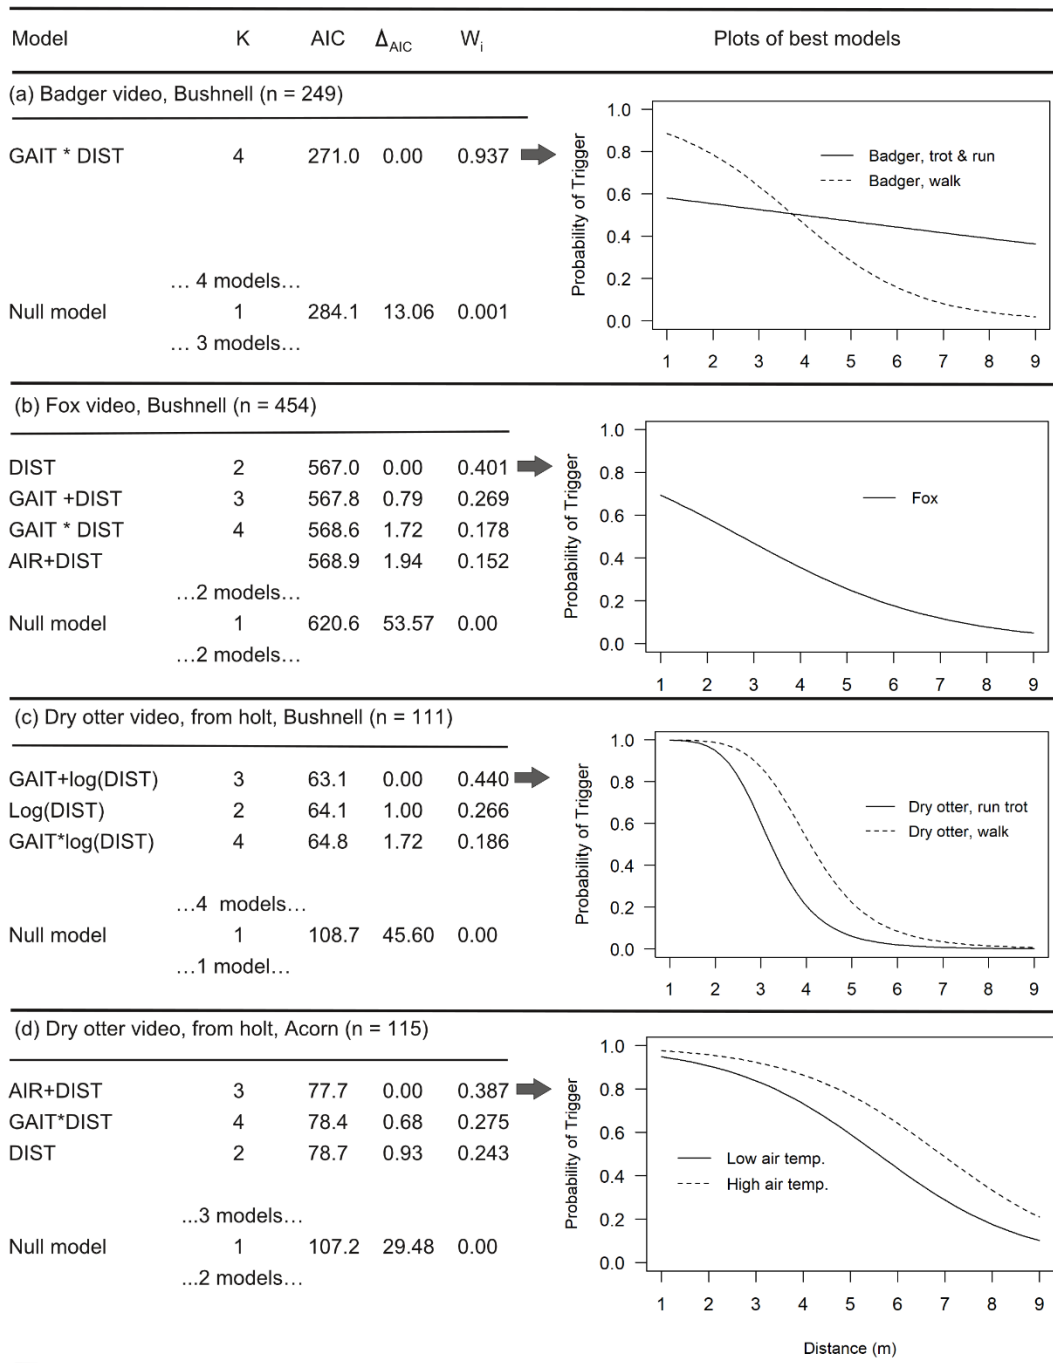 Model K AIC Δ AIC Wi Plots of best models
(a) Badger video, Bushnell (n = 249)
GAIT * DIST 4 271.0 0.00 0.937
... 4 models...
Null model 1 284.1 13.06 0.001
... 3 models...
Probability of Trigger
1.0
0.8
0.6
0.4
0.2
0.0
Badger, trot & run
Badger, walk
1 2 3 4 5 6 7 8 9
(b) Fox video, Bushnell (n = 454)
DIST 2 567.0 0.00 0.401
GAIT +DIST 3 567.8 0.79 0.269
GAIT * DIST 4 568.6 1.72 0.178
AIR+DIST 568.9 1.94 0.152
...2 models...
Null model 1 620.6 53.57 0.00
...2 models...
Probability of Trigger
1.0
0.8
0.6
0.4
0.2
0.0
Fox
1 2 3 4 5 6 7 8 9
(c) Dry otter video, from holt, Bushnell (n = 111)
GAIT+log(DIST) 3 63.1 0.00 0.440
Log(DIST) 2 64.1 1.00 0.266
GAIT*log(DIST) 4 64.8 1.72 0.186
...4 models...
Null model 1 108.7 45.60 0.00
...1 model...
Probability of Trigger
1.0
0.8
0.6
0.4
0.2
0.0
Dry otter, run trot
Dry otter, walk
1 2 3 4 5 6 7 8 9
(d) Dry otter video, from holt, Acorn (n = 115)
AIR+DIST 3 77.7 0.00 0.387
GAIT*DIST 4 78.4 0.68 0.275
DIST 2 78.7 0.93 0.243
...3 models...
Null model 1 107.2 29.48 0.00
...2 models...
Probability of Trigger
1.0
0.8
0.6
0.4
0.2
0.0
Low air temp.
High air temp.
1 2 3 4 5 6 7 8 9
Distance (m)